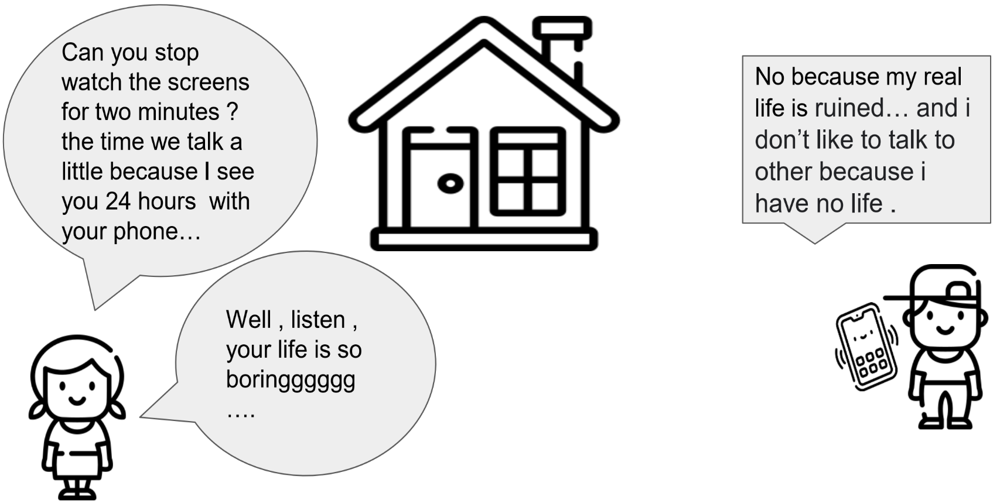 Can you stop
watch the screens
for two minutes ?
the time we talk a
little because I see
you 24 hours  with
your phone…
No because my real
life is ruined… and i
don’t like to talk to
other because i
have no life .
Well , listen ,
your life is so
boringggggg
….